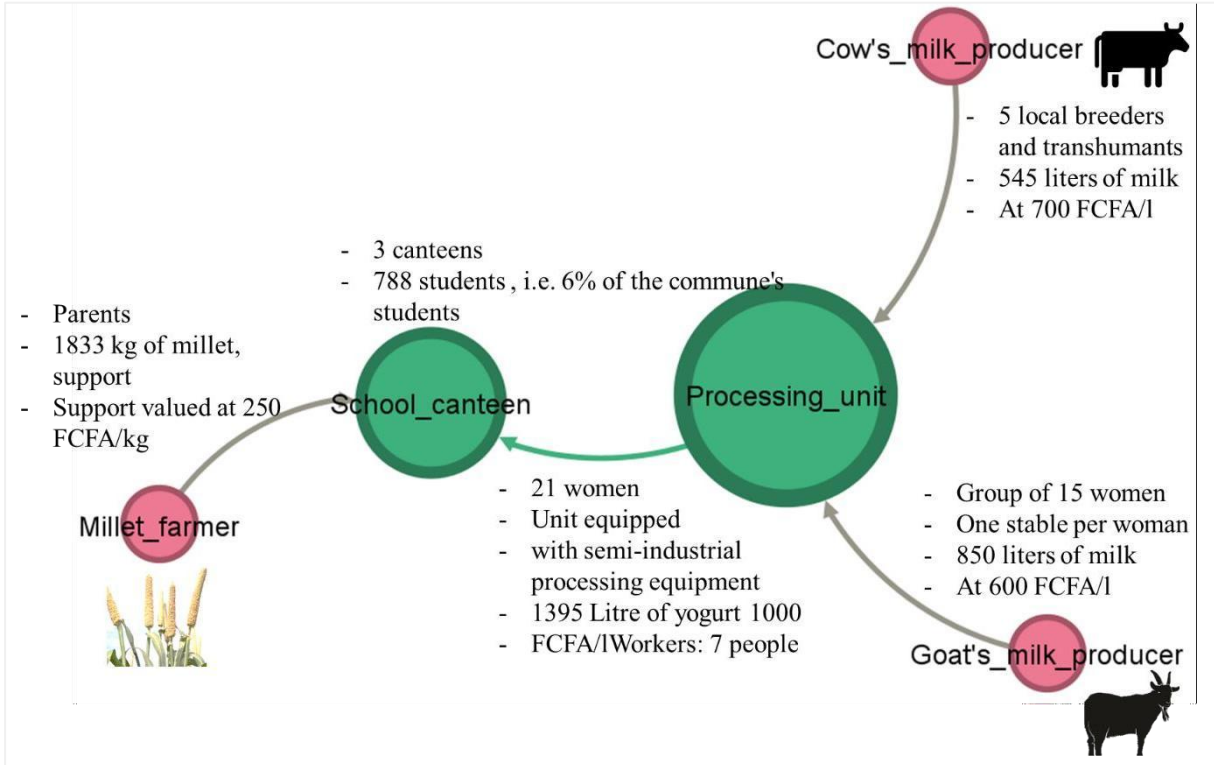 Cow's_milk_producer
- 5 local breeders
and transhumants
- 545 liters of milk
- At 700 FCFA/l
- 3 canteens
- 788 students , i.e. 6% of the commune's
students
- Parents
- 1833 kg of millet,
support
- Support valued at 250
FCFA/kg
School_canteen
Processing_unit
Millet_farmer
- 21 women
- Unit equipped
- with semi-industrial
processing equipment
- 1395 Litre of yogurt 1000
- FCFA/lWorkers: 7 people
- Group of 15 women
- One stable per woman
- 850 liters of milk
- At 600 FCFA/l
Goat's_milk_producer